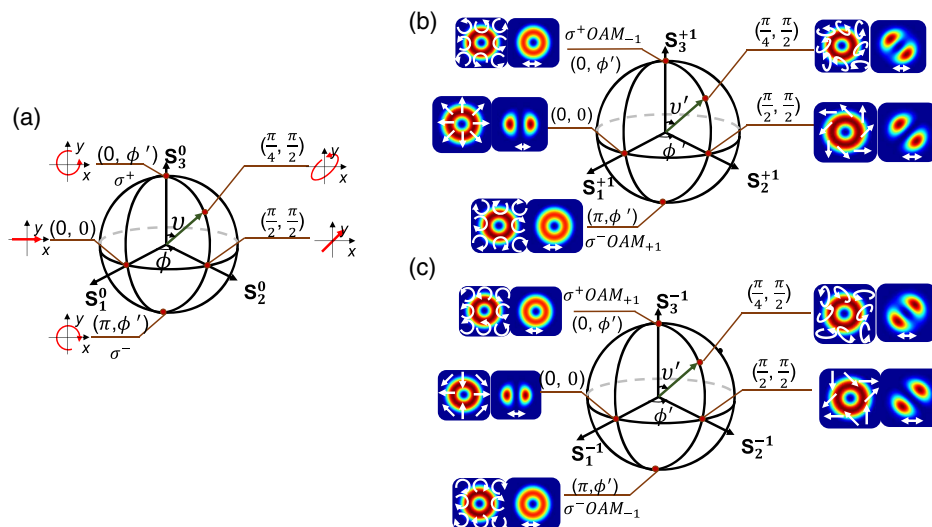 (a)
y
x
(0, ϕ′)
σ⁺
S₃⁰
(π/4, π/2)
y
x
y
x
(0, 0)
υ
(π/2, π/2)
y
x
ϕ
S₁⁰
S₂⁰
y
x
(π,ϕ′)
σ⁻
(b)
σ⁺OAM₋₁
(0, ϕ′)
S₃⁺¹
(π/4, π/2)
(0, 0)
υ′
(π/2, π/2)
ϕ′
S₁⁺¹
S₂⁺¹
(π,ϕ′)
σ⁻OAM₊₁
(c)
σ⁺OAM₊₁
(0, ϕ′)
S₃⁻¹
(π/4, π/2)
(0, 0)
υ′
(π/2, π/2)
ϕ′
S₁⁻¹
S₂⁻¹
(π,ϕ′)
σ⁻OAM₋₁